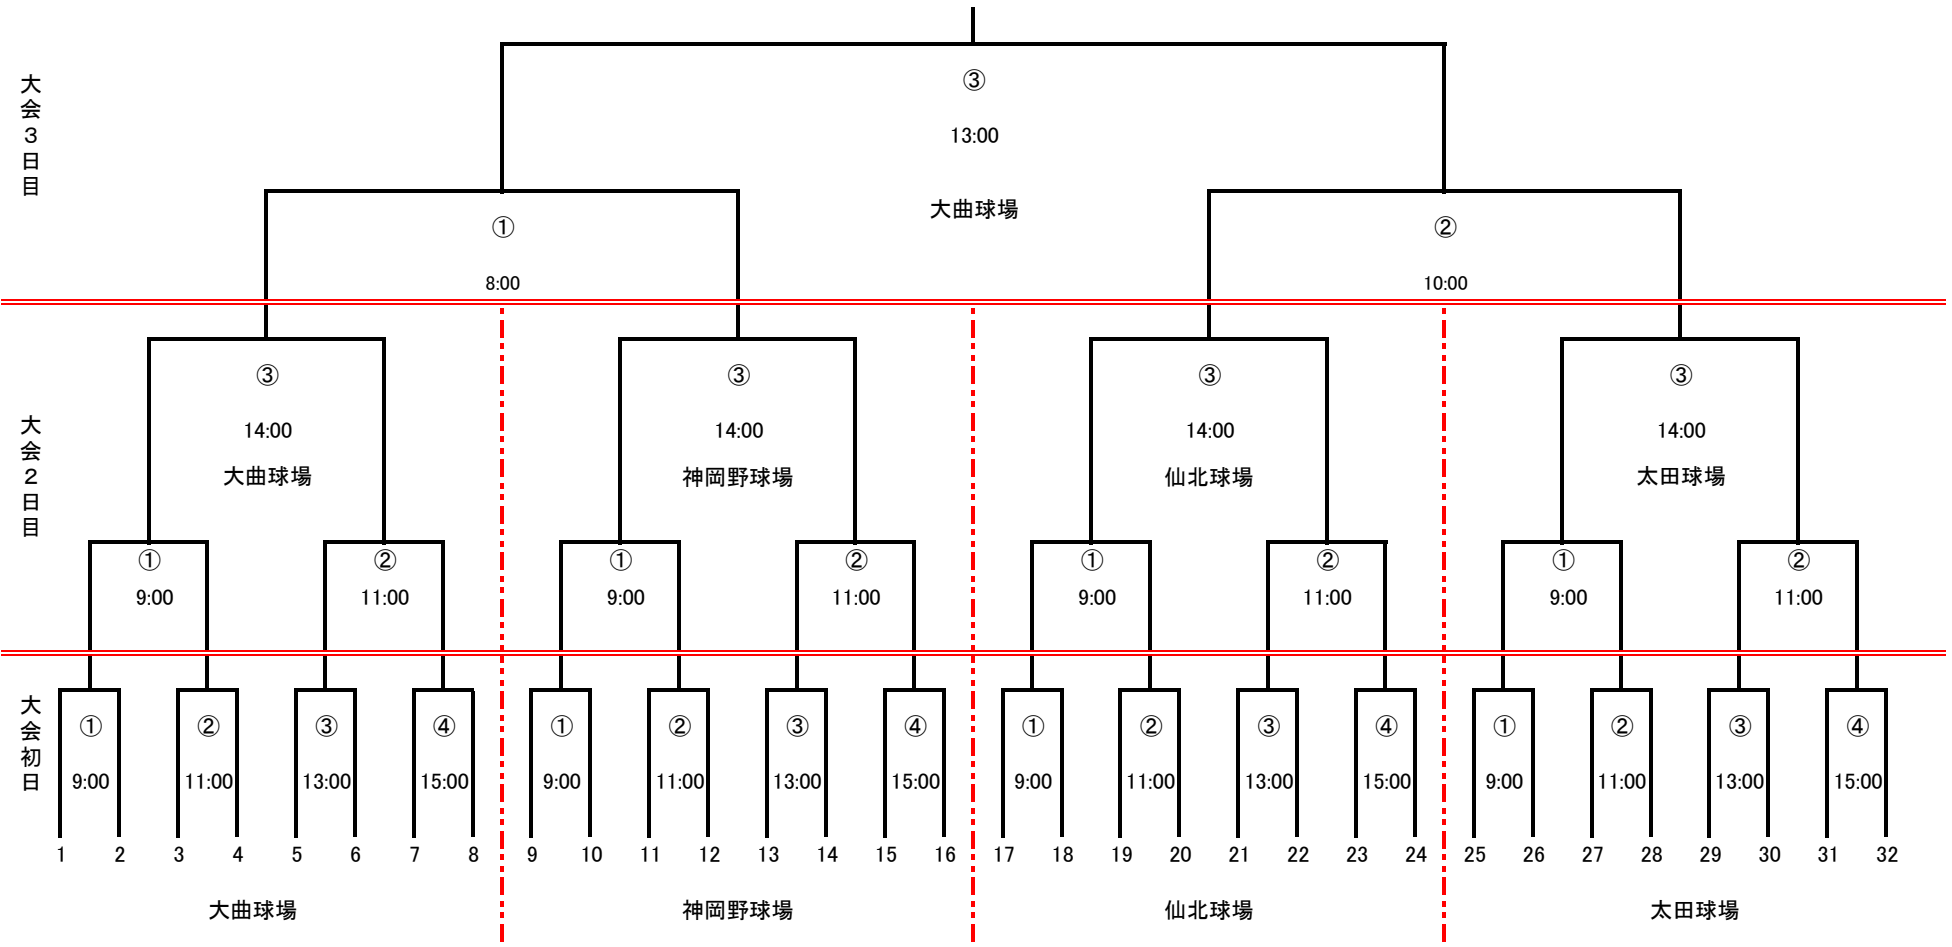 大会3日目
③
13:00
大曲球場
① ②
8:00 10:00
大会2日目
③ ③ ③ ③
14:00 14:00 14:00 14:00
大曲球場 神岡野球場 仙北球場 太田球場
① ② ① ② ① ② ① ②
9:00 11:00 9:00 11:00 9:00 11:00 9:00 11:00
大会初日
① ② ③ ④ ① ② ③ ④ ① ② ③ ④ ① ② ③ ④
9:00 11:00 13:00 15:00 9:00 11:00 13:00 15:00 9:00 11:00 13:00 15:00 9:00 11:00 13:00 15:00
1 2 3 4 5 6 7 8 9 10 11 12 13 14 15 16 17 18 19 20 21 22 23 24 25 26 27 28 29 30 31 32
大曲球場 神岡野球場 仙北球場 太田球場